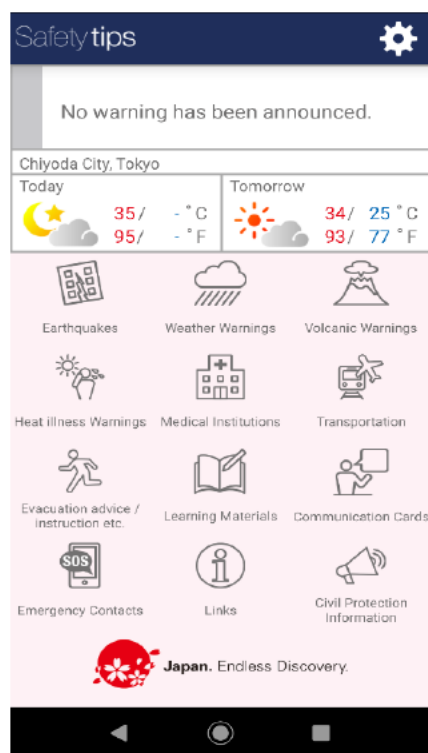 Safety tips
No warning has been announced.
Chiyoda City, Tokyo
Today
35/ - °C
95/ - °F
Tomorrow
34/ 25 °C
93/ 77 °F
Earthquakes
Weather Warnings
Volcanic Warnings
Heat illness Warnings
Medical Institutions
Transportation
Evacuation advice /
instruction etc.
Learning Materials
Communication Cards
SOS
Emergency Contacts
Links
Civil Protection
Information
Japan. Endless Discovery.